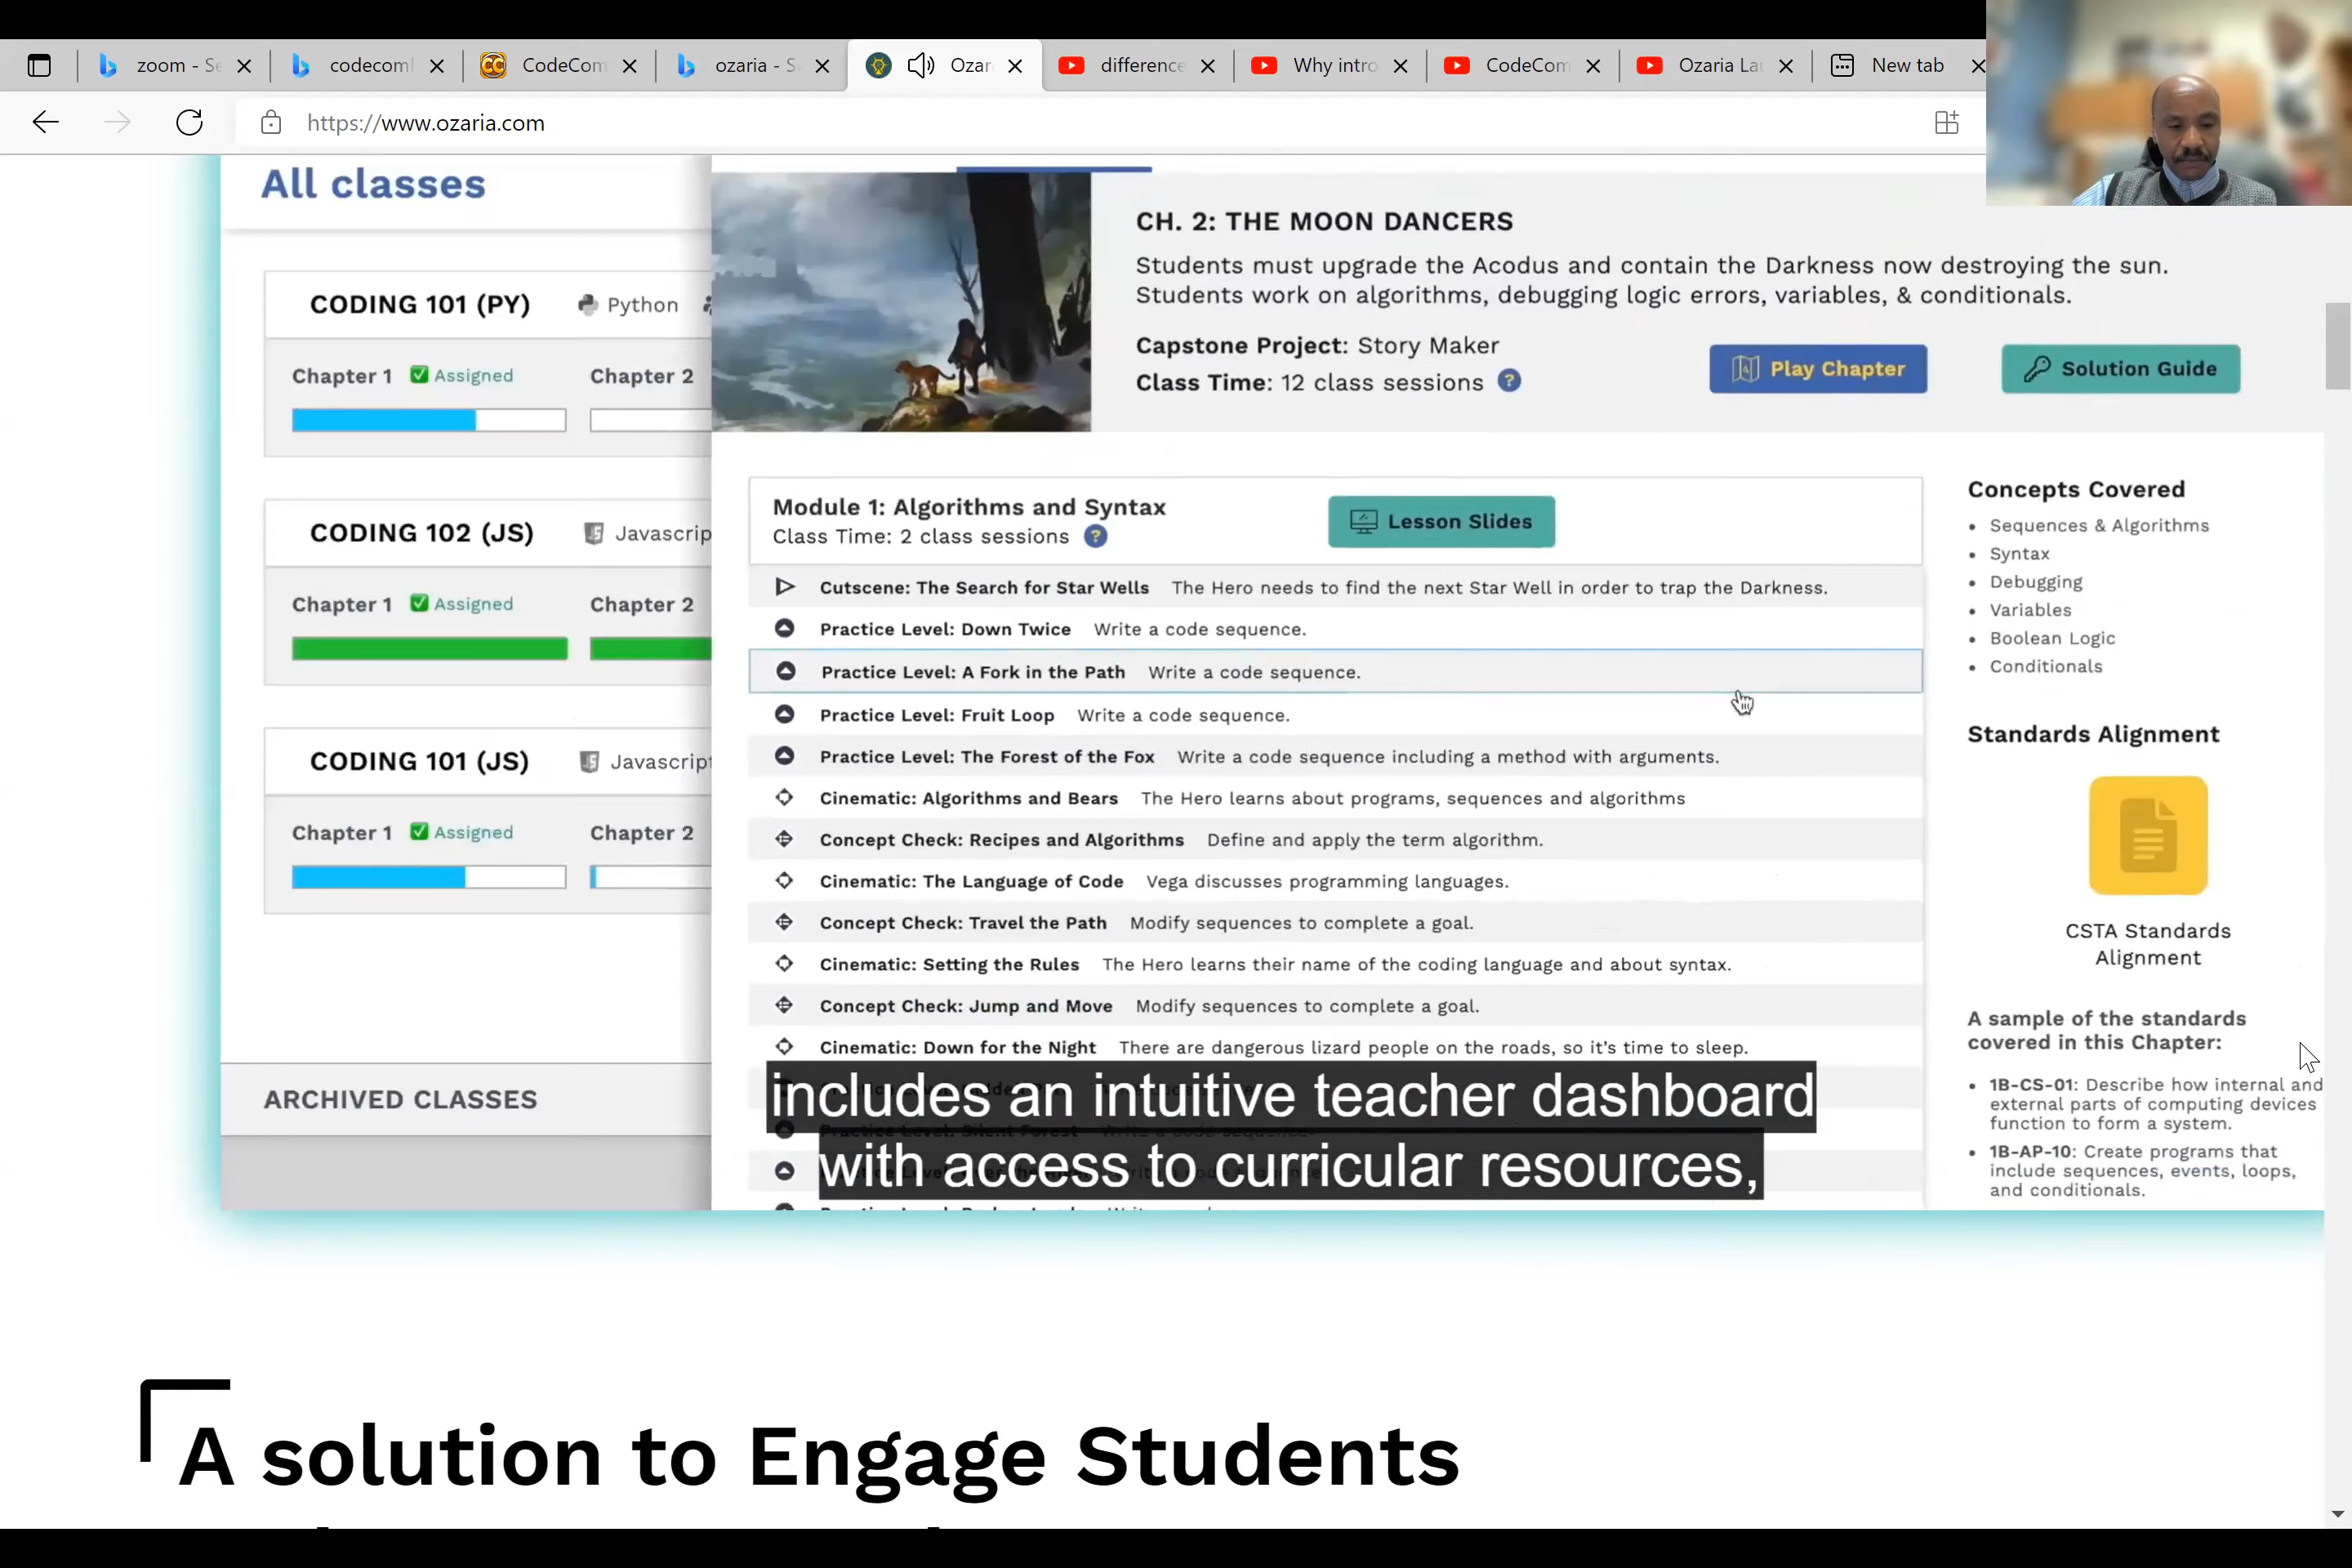 zoom - Se
codecoml
CodeCom
ozaria - S
Ozar
difference
Why intro
CodeCom
Ozaria La
New tab
https://www.ozaria.com
All classes
CODING 101 (PY) Python
Chapter 1 Assigned Chapter 2
CODING 102 (JS) Javascrip
Chapter 1 Assigned Chapter 2
CODING 101 (JS) Javascript
Chapter 1 Assigned Chapter 2
ARCHIVED CLASSES
CH. 2: THE MOON DANCERS
Students must upgrade the Acodus and contain the Darkness now destroying the sun.
Students work on algorithms, debugging logic errors, variables, & conditionals.
Capstone Project: Story Maker
Class Time: 12 class sessions ?
Play Chapter
Solution Guide
Module 1: Algorithms and Syntax
Class Time: 2 class sessions ?
Lesson Slides
Cutscene: The Search for Star Wells The Hero needs to find the next Star Well in order to trap the Darkness.
Practice Level: Down Twice Write a code sequence.
Practice Level: A Fork in the Path Write a code sequence.
Practice Level: Fruit Loop Write a code sequence.
Practice Level: The Forest of the Fox Write a code sequence including a method with arguments.
Cinematic: Algorithms and Bears The Hero learns about programs, sequences and algorithms
Concept Check: Recipes and Algorithms Define and apply the term algorithm.
Cinematic: The Language of Code Vega discusses programming languages.
Concept Check: Travel the Path Modify sequences to complete a goal.
Cinematic: Setting the Rules The Hero learns their name of the coding language and about syntax.
Concept Check: Jump and Move Modify sequences to complete a goal.
Cinematic: Down for the Night There are dangerous lizard people on the roads, so it's time to sleep.
includes an intuitive teacher dashboard
with access to curricular resources,
Concepts Covered
• Sequences & Algorithms
• Syntax
• Debugging
• Variables
• Boolean Logic
• Conditionals
Standards Alignment
CSTA Standards
Alignment
A sample of the standards
covered in this Chapter:
• 1B-CS-01: Describe how internal and
external parts of computing devices
function to form a system.
• 1B-AP-10: Create programs that
include sequences, events, loops,
and conditionals.
A solution to Engage Students